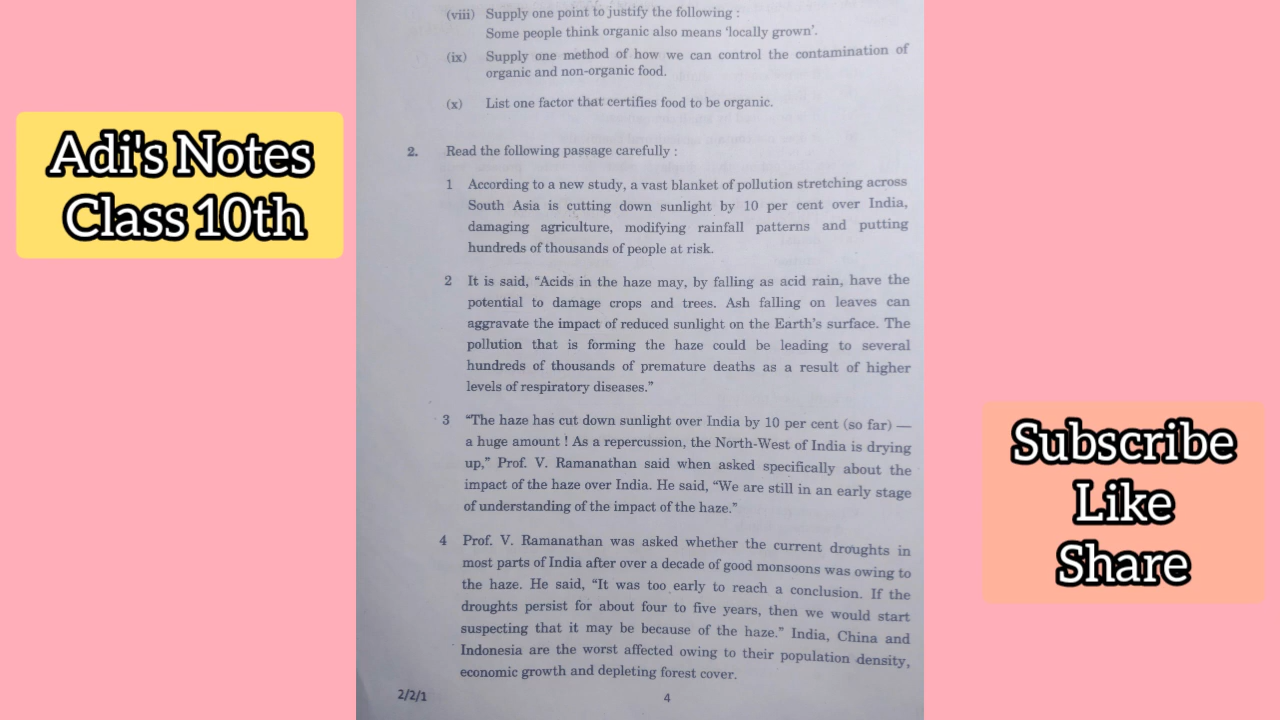 Adi's Notes
Class 10th
(viii) Supply one point to justify the following :
Some people think organic also means 'locally grown'.
(ix) Supply one method of how we can control the contamination of
organic and non-organic food.
(x) List one factor that certifies food to be organic.
2. Read the following passage carefully :
1 According to a new study, a vast blanket of pollution stretching across
South Asia is cutting down sunlight by 10 per cent over India,
damaging agriculture, modifying rainfall patterns and putting
hundreds of thousands of people at risk.
2 It is said, "Acids in the haze may, by falling as acid rain, have the
potential to damage crops and trees. Ash falling on leaves can
aggravate the impact of reduced sunlight on the Earth's surface. The
pollution that is forming the haze could be leading to several
hundreds of thousands of premature deaths as a result of higher
levels of respiratory diseases."
3 "The haze has cut down sunlight over India by 10 per cent (so far) —
a huge amount ! As a repercussion, the North-West of India is drying
up," Prof. V. Ramanathan said when asked specifically about the
impact of the haze over India. He said, "We are still in an early stage
of understanding of the impact of the haze."
4 Prof. V. Ramanathan was asked whether the current droughts in
most parts of India after over a decade of good monsoons was owing to
the haze. He said, "It was too early to reach a conclusion. If the
droughts persist for about four to five years, then we would start
suspecting that it may be because of the haze." India, China and
Indonesia are the worst affected owing to their population density,
economic growth and depleting forest cover.
2/2/1 4
Subscribe
Like
Share